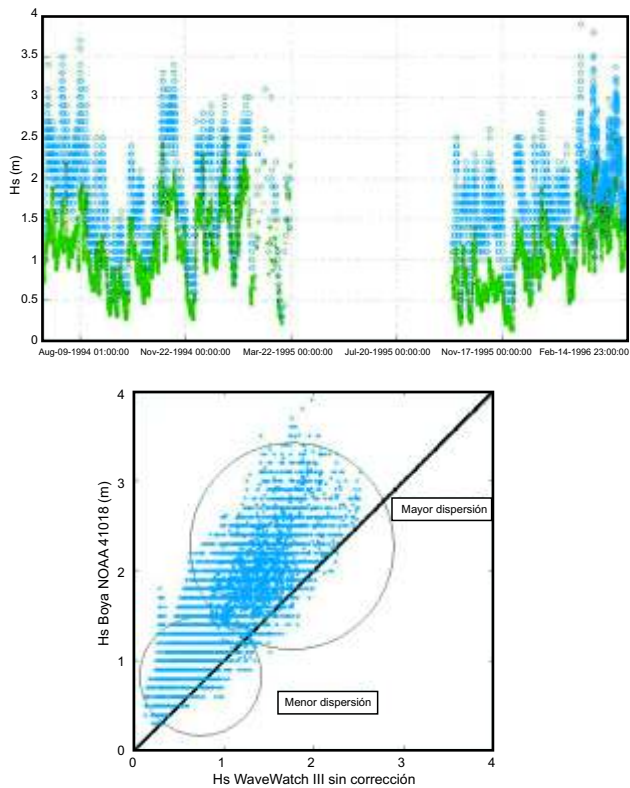 4
3.5
3
2.5
2
1.5
1
0.5
0
Hs (m)
Aug-09-1994 01:00:00 Nov-22-1994 00:00:00 Mar-22-1995 00:00:00 Jul-20-1995 00:00:00 Nov-17-1995 00:00:00 Feb-14-1996 23:00:00
4
3
2
1
0
Hs Boya NOAA 41018 (m)
Mayor dispersión
Menor dispersión
0 1 2 3 4
Hs WaveWatch III sin corrección